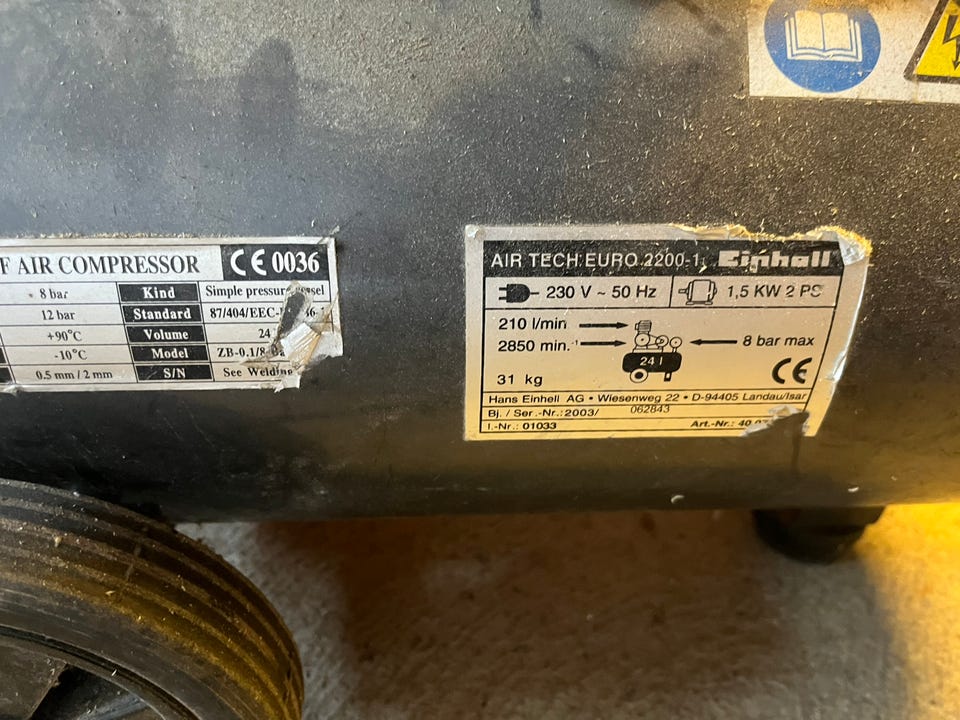 F AIR COMPRESSOR CE 0036
8 bar Kind Simple pressure
12 bar Standard
+90°C Volume 24
-10°C Model
0.5 mm / 2 mm S/N See Welding
AIR TECH EURO 2200-1 Einhell
230 V ~ 50 Hz 1,5 KW 2 PS
210 l/min
2850 min.-1 8 bar max
24 l
31 kg CE
Hans Einhell AG • Wiesenweg 22 • D-94405 Landau/Isar
Bj. / Ser.-Nr.:2003/ 062843
I.-Nr.: 01033 Art.-Nr.: